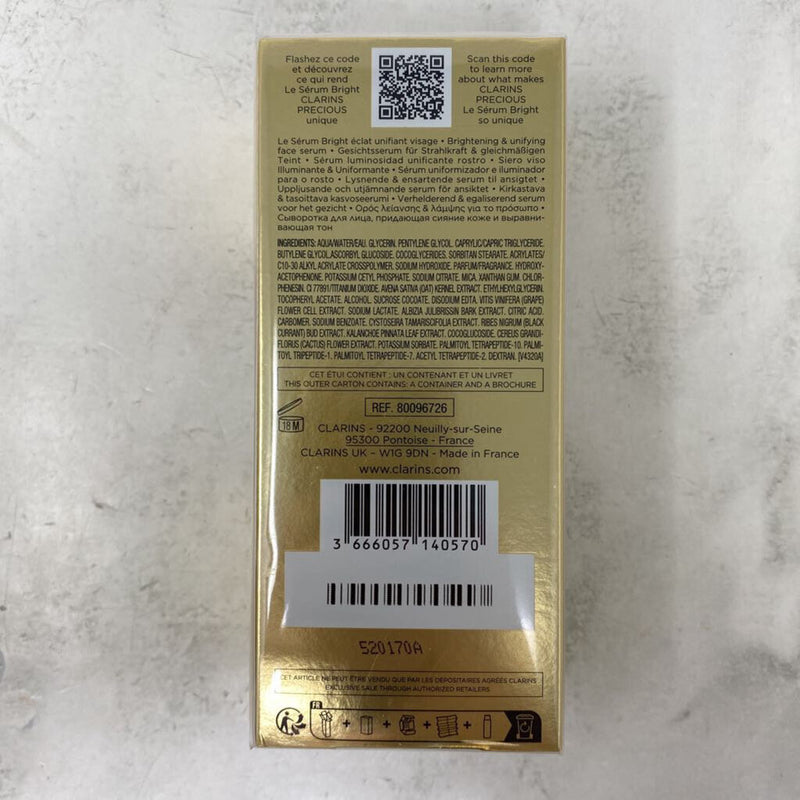 Flashez ce code
et découvrez
ce qui rend
Le Sérum Bright
CLARINS
PRECIOUS
unique
Scan this code
to learn more
about what makes
CLARINS
PRECIOUS
Le Sérum Bright
so unique
Le Sérum Bright éclat unifiant visage • Brightening & unifying
face serum • Gesichtsserum für Strahlkraft & gleichmäßigen
Teint • Sérum luminosidad unificante rostro • Siero viso
Illuminante & Uniformante • Sérum uniformizador e iluminador
para o rosto • Lysnende & ensartende serum til ansigtet •
Uppljusande och utjämnande serum för ansiktet • Kirkastava
& tasoittava kasvoseerumi • Verhelderend & egaliserend serum
voor het gezicht • Ορός λείανσης & λάμψης για το πρόσωπο •
Сыворотка для лица, придающая сияние коже и выравни-
вающая тон
INGREDIENTS: AQUA/WATER/EAU. GLYCERIN. PENTYLENE GLYCOL. CAPRYLIC/CAPRIC TRIGLYCERIDE.
BUTYLENE GLYCOL.ASCORBYL GLUCOSIDE. COCOGLYCERIDES. SORBITAN STEARATE. ACRYLATES/
C10-30 ALKYL ACRYLATE CROSSPOLYMER. SODIUM HYDROXIDE. PARFUM/FRAGRANCE. HYDROXY-
ACETOPHENONE. POTASSIUM CETYL PHOSPHATE. SODIUM CITRATE. MICA. XANTHAN GUM. CHLOR-
PHENESIN. CI 77891/TITANIUM DIOXIDE. AVENA SATIVA (OAT) KERNEL EXTRACT. ETHYLHEXYLGLYCERIN.
TOCOPHERYL ACETATE. ALCOHOL. SUCROSE COCOATE. DISODIUM EDTA. VITIS VINIFERA (GRAPE)
FLOWER CELL EXTRACT. SODIUM LACTATE. ALBIZIA JULIBRISSIN BARK EXTRACT. CITRIC ACID.
CARBOMER. SODIUM BENZOATE. CYSTOSEIRA TAMARISCIFOLIA EXTRACT. RIBES NIGRUM (BLACK
CURRANT) BUD EXTRACT. KALANCHOE PINNATA LEAF EXTRACT. COCOGLUCOSIDE. CEREUS GRANDI-
FLORUS (CACTUS) FLOWER EXTRACT. POTASSIUM SORBATE. PALMITOYL TETRAPEPTIDE-10. PALMI-
TOYL TRIPEPTIDE-1. PALMITOYL TETRAPEPTIDE-7. ACETYL TETRAPEPTIDE-2. DEXTRAN. [V4320A]
CET ÉTUI CONTIENT : UN CONTENANT ET UN LIVRET
THIS OUTER CARTON CONTAINS: A CONTAINER AND A BROCHURE
18 M
REF. 80096726
CLARINS - 92200 Neuilly-sur-Seine
95300 Pontoise - France
CLARINS UK – W1G 9DN - Made in France
www.clarins.com
3 666057 140570
520170A
CET ARTICLE NE PEUT ÊTRE VENDU QUE PAR LES DÉPOSITAIRES AGRÉÉS CLARINS
EXCLUSIVE SALE THROUGH AUTHORIZED RETAILERS
FR
+ + + +